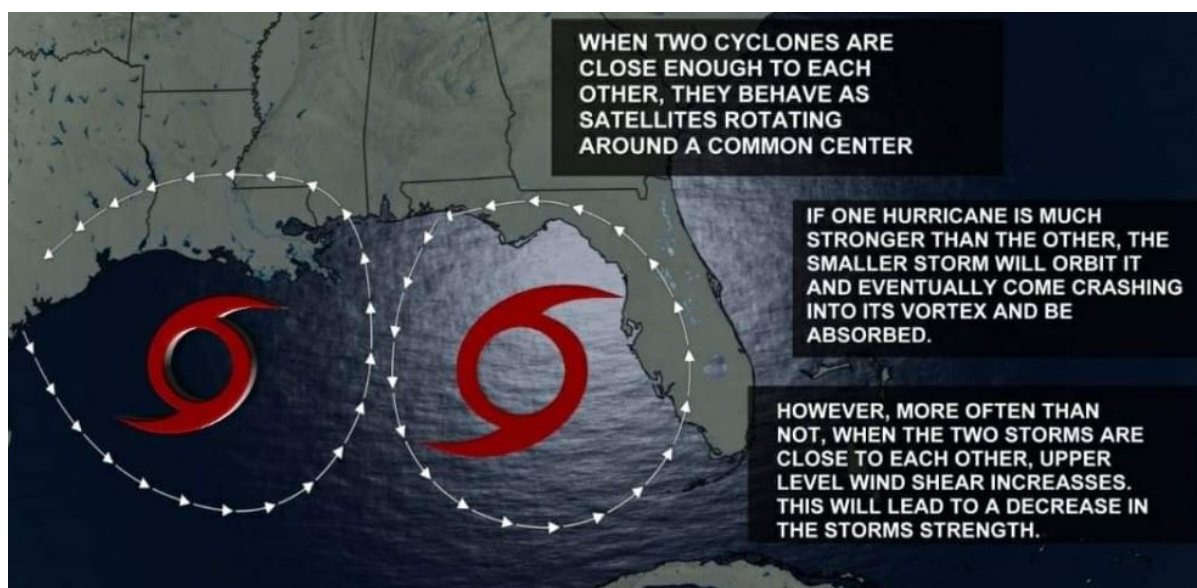 WHEN TWO CYCLONES ARE
CLOSE ENOUGH TO EACH
OTHER, THEY BEHAVE AS
SATELLITES ROTATING
AROUND A COMMON CENTER
IF ONE HURRICANE IS MUCH
STRONGER THAN THE OTHER, THE
SMALLER STORM WILL ORBIT IT
AND EVENTUALLY COME CRASHING
INTO ITS VORTEX AND BE
ABSORBED.
HOWEVER, MORE OFTEN THAN
NOT, WHEN THE TWO STORMS ARE
CLOSE TO EACH OTHER, UPPER
LEVEL WIND SHEAR INCREASSES.
THIS WILL LEAD TO A DECREASE IN
THE STORMS STRENGTH.